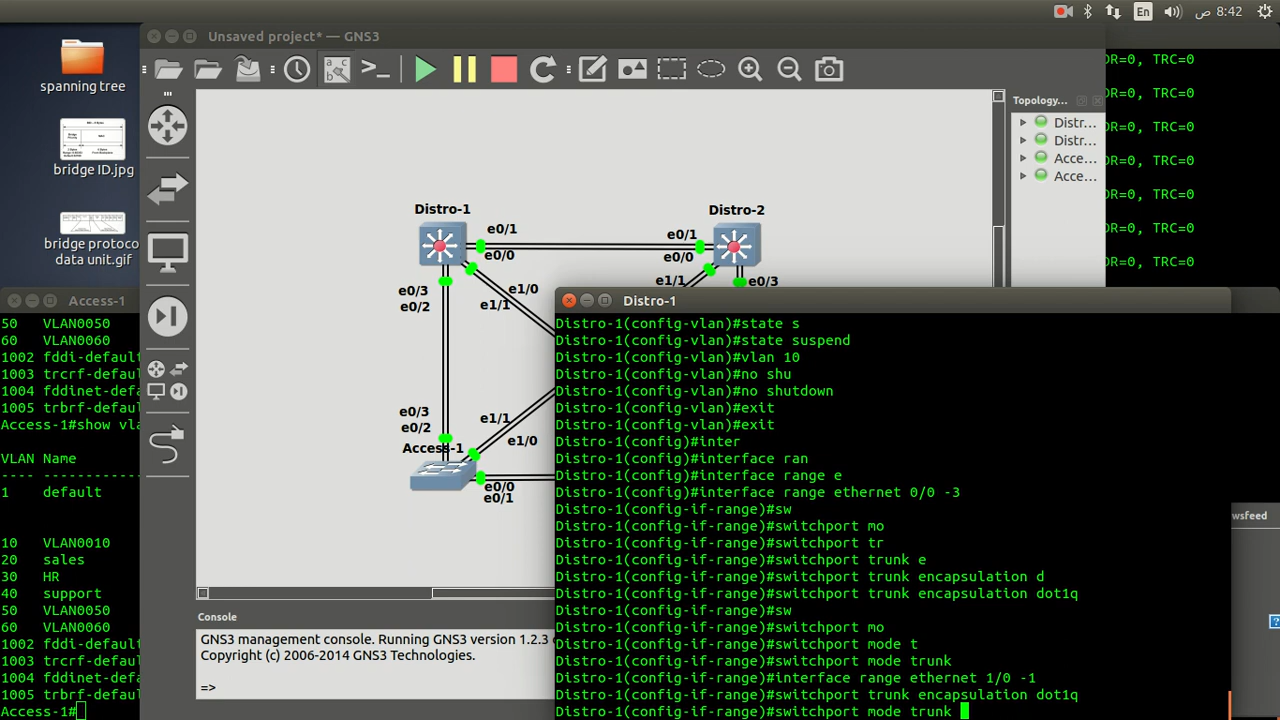 En
8:42 ص
Unsaved project* — GNS3
spanning tree
bridge ID.jpg
bridge protoco
data unit.gif
Topology...
Distr...
Distr...
Acce...
Acce...
OR=0, TRC=0
OR=0, TRC=0
OR=0, TRC=0
OR=0, TRC=0
OR=0, TRC=0
OR=0, TRC=0
OR=0, TRC=0
Distro-1
Distro-2
e0/1
e0/0
e0/1
e0/0
e0/3
e0/2
e1/0
e1/1
e1/1
e0/3
e0/3
e0/2
e1/1
e1/0
Access-1
e0/0
e0/1
Console
GNS3 management console. Running GNS3 version 1.2.3
Copyright (c) 2006-2014 GNS3 Technologies.
=>
Access-1
50 VLAN0050
60 VLAN0060
1002 fddi-default
1003 trcrf-defau
1004 fddinet-def
1005 trbrf-defau
Access-1#show vla
VLAN Name
---- ------------
1 default
10 VLAN0010
20 sales
30 HR
40 support
50 VLAN0050
60 VLAN0060
1002 fddi-defaul
1003 trcrf-defau
1004 fddinet-def
1005 trbrf-defau
Access-1#
Distro-1
Distro-1(config-vlan)#state s
Distro-1(config-vlan)#state suspend
Distro-1(config-vlan)#vlan 10
Distro-1(config-vlan)#no shu
Distro-1(config-vlan)#no shutdown
Distro-1(config-vlan)#exit
Distro-1(config-vlan)#exit
Distro-1(config)#inter
Distro-1(config)#interface ran
Distro-1(config)#interface range e
Distro-1(config)#interface range ethernet 0/0 -3
Distro-1(config-if-range)#sw
Distro-1(config-if-range)#switchport mo
Distro-1(config-if-range)#switchport tr
Distro-1(config-if-range)#switchport trunk e
Distro-1(config-if-range)#switchport trunk encapsulation d
Distro-1(config-if-range)#switchport trunk encapsulation dot1q
Distro-1(config-if-range)#sw
Distro-1(config-if-range)#switchport mo
Distro-1(config-if-range)#switchport mode t
Distro-1(config-if-range)#switchport mode trunk
Distro-1(config-if-range)#interface range ethernet 1/0 -1
Distro-1(config-if-range)#switchport trunk encapsulation dot1q
Distro-1(config-if-range)#switchport mode trunk
wsfeed